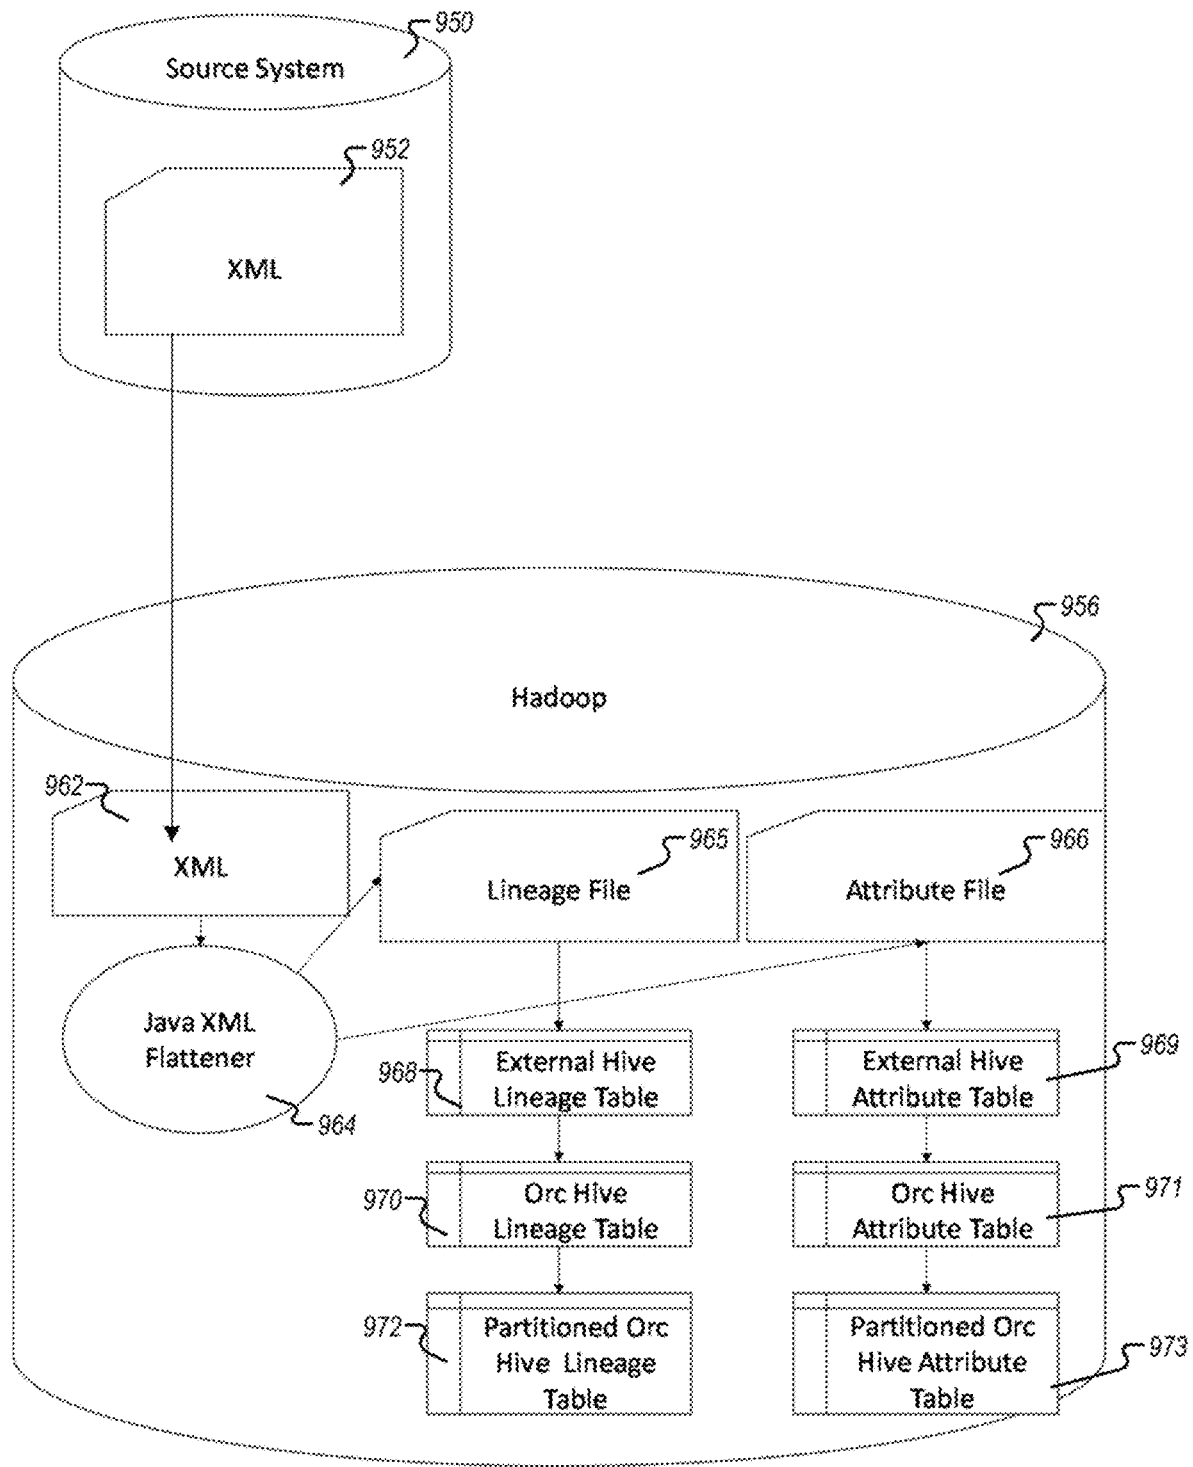 950
Source System
952
XML
956
Hadoop
962
XML
965
Lineage File
966
Attribute File
Java XML
Flattener
964
968
External Hive
Lineage Table
969
External Hive
Attribute Table
970
Orc Hive
Lineage Table
971
Orc Hive
Attribute Table
972
Partitioned Orc
Hive Lineage
Table
973
Partitioned Orc
Hive Attribute
Table